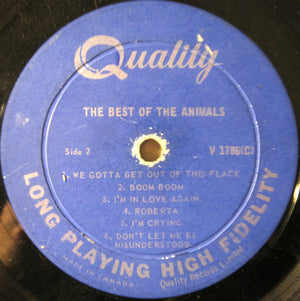 Quality
THE BEST OF THE ANIMALS
Side 2
V 1786(C)
1. WE GOTTA GET OUT OF THIS PLACE
2. BOOM BOOM
3. I'M IN LOVE AGAIN
4. ROBERTA
5. I'M CRYING
6. DON'T LET ME BE
MISUNDERSTOOD
LONG PLAYING HIGH FIDELITY
MADE IN CANADA
Quality Records Limited